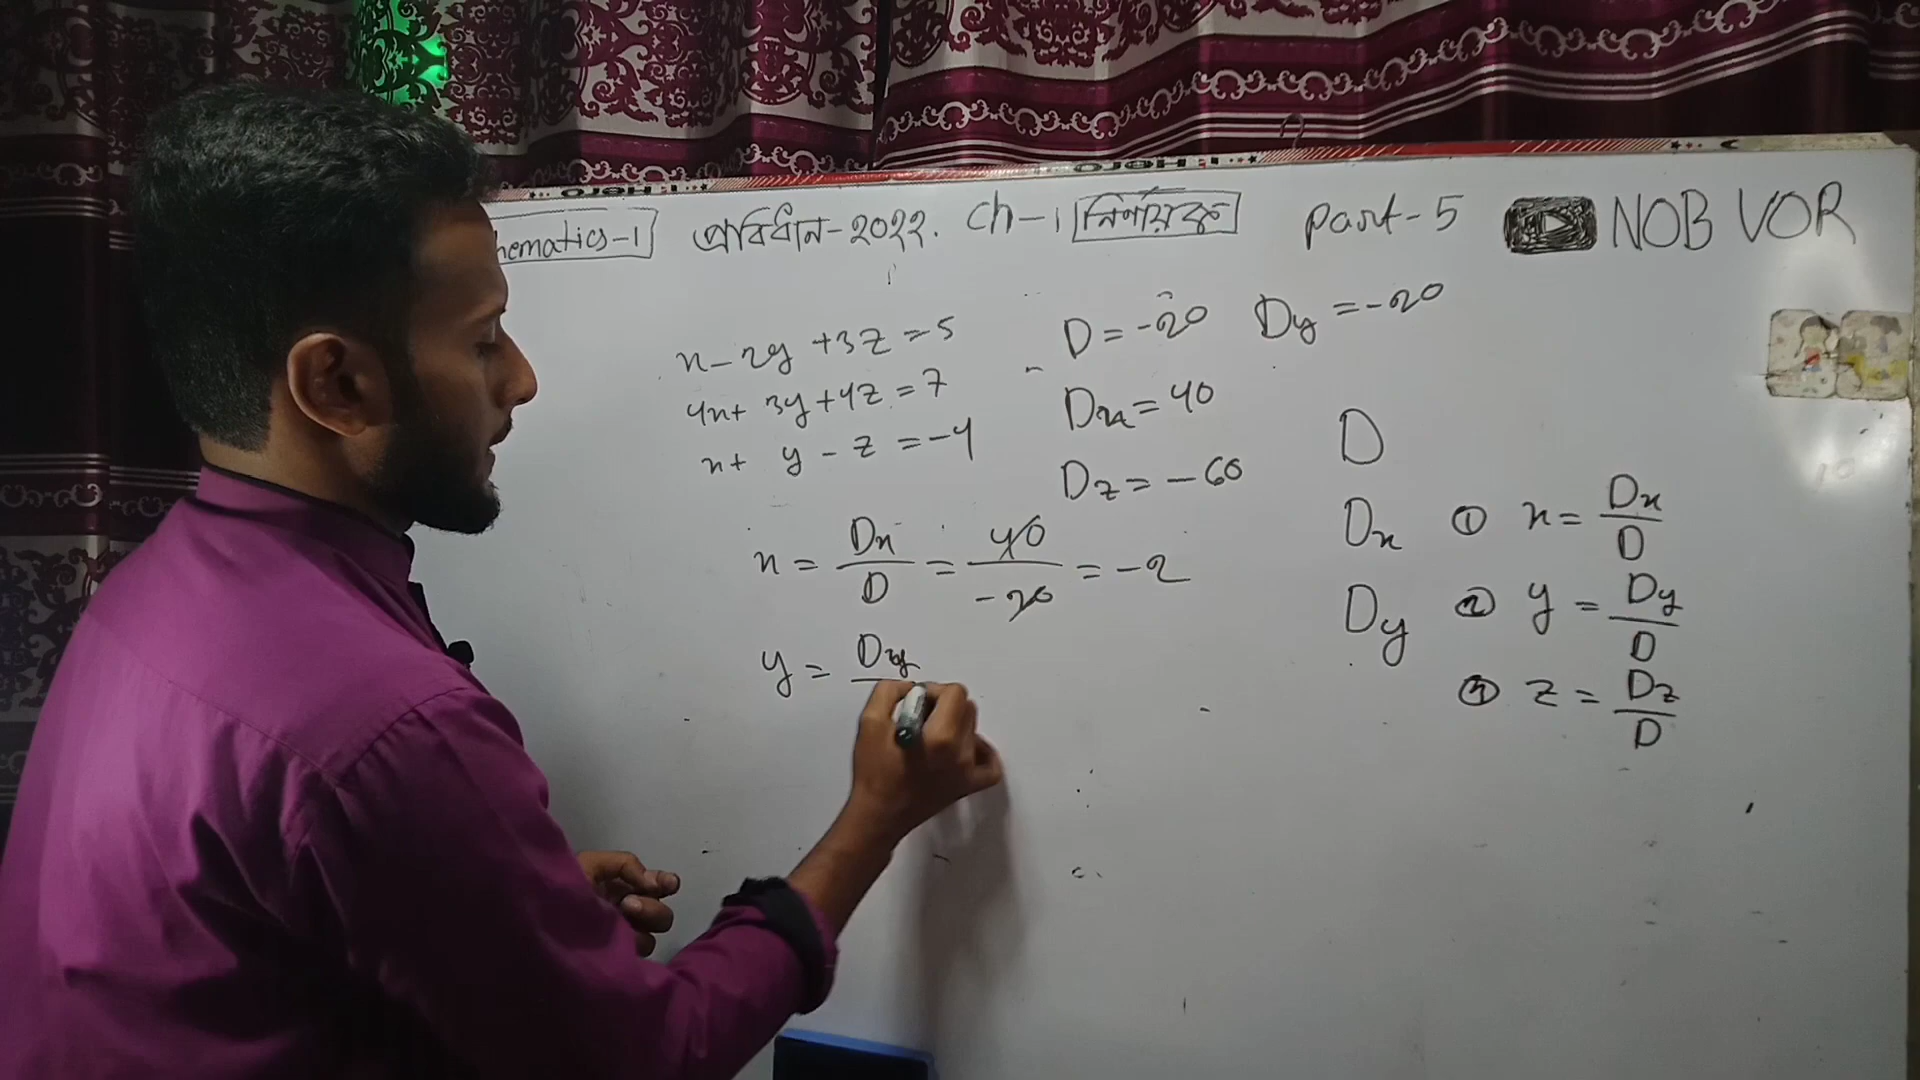 hematics-1 প্রবিধান-২০২২. Ch-1 নির্ণায়ক Part-5 NOB VOR
x-2y+3z=5
4x+3y+4z=7
x+ y-z=-4
D=-20 Dy=-20
Dx=40
Dz=-60
x=Dx/D=40/-20=-2
y=Dy
D
Dx ① x=Dx/D
Dy ② y=Dy/D
③ z=Dz/D